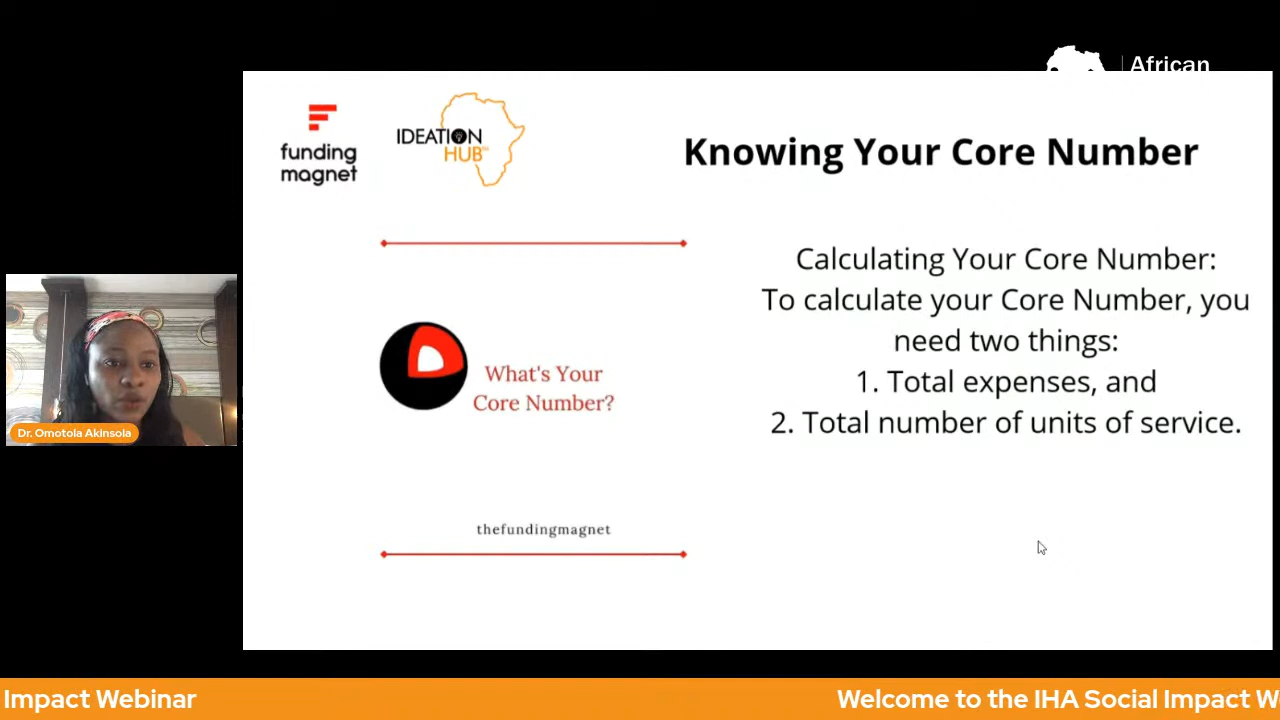 African
funding
magnet
IDEATION
HUB
Knowing Your Core Number
Calculating Your Core Number:
To calculate your Core Number, you
need two things:
1. Total expenses, and
2. Total number of units of service.
What's Your
Core Number?
thefundingmagnet
Dr. Omotola Akinsola
Impact Webinar
Welcome to the IHA Social Impact W